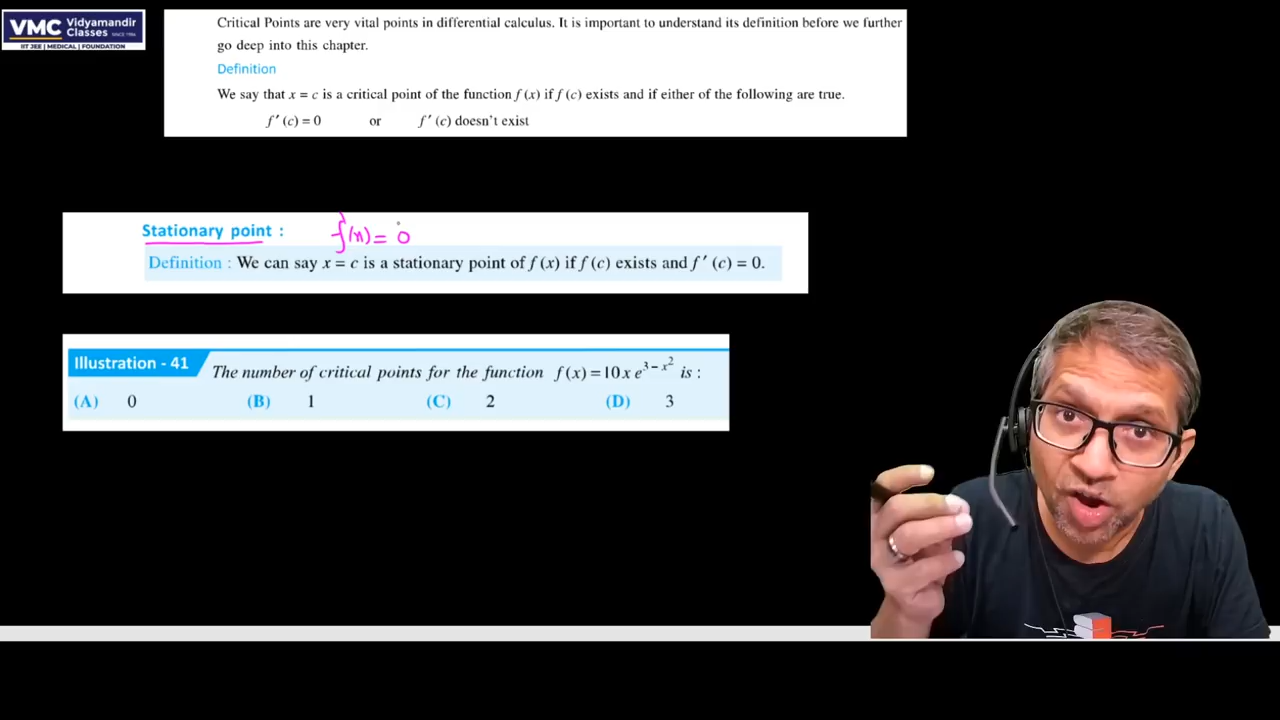 VMC Vidyamandir Classes SINCE 1986
IIT JEE | MEDICAL | FOUNDATION
Critical Points are very vital points in differential calculus. It is important to understand its definition before we further
go deep into this chapter.
Definition
We say that x = c is a critical point of the function f (x) if f (c) exists and if either of the following are true.
f ′ (c) = 0 or f ′ (c) doesn't exist
Stationary point : f′(x) = 0
Definition : We can say x = c is a stationary point of f (x) if f (c) exists and f ′ (c) = 0.
Illustration - 41 The number of critical points for the function f (x) = 10 x e^{3 − x^2} is :
(A) 0 (B) 1 (C) 2 (D) 3